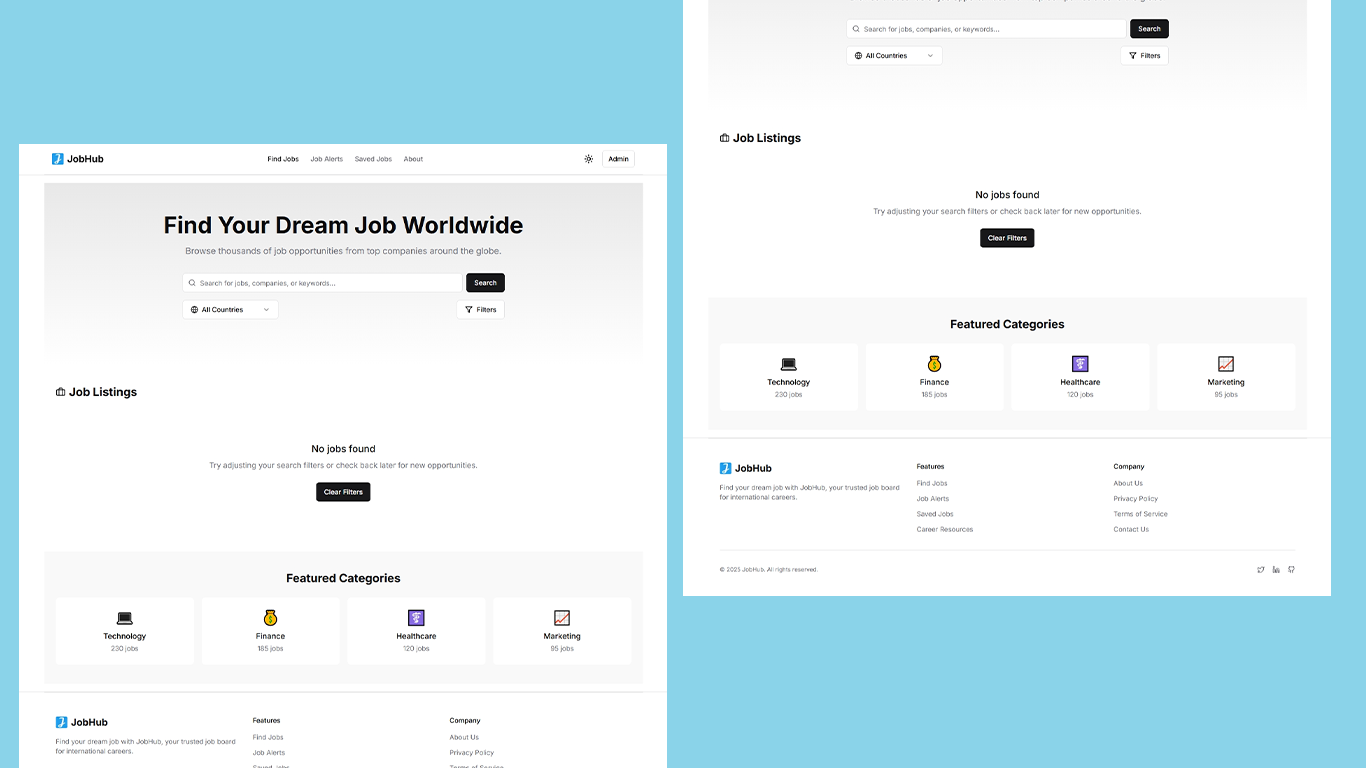 JobHub
Find Jobs Job Alerts Saved Jobs About
Admin
Find Your Dream Job Worldwide
Browse thousands of job opportunities from top companies around the globe.
Search for jobs, companies, or keywords...
Search
All Countries
Filters
Job Listings
No jobs found
Try adjusting your search filters or check back later for new opportunities.
Clear Filters
Featured Categories
Technology
230 jobs
Finance
185 jobs
Healthcare
120 jobs
Marketing
95 jobs
JobHub
Find your dream job with JobHub, your trusted job board
for international careers.
Features
Find Jobs
Job Alerts
Saved Jobs
Company
About Us
Privacy Policy
Terms of Service
Search for jobs, companies, or keywords...
Search
All Countries
Filters
Job Listings
No jobs found
Try adjusting your search filters or check back later for new opportunities.
Clear Filters
Featured Categories
Technology
230 jobs
Finance
185 jobs
Healthcare
120 jobs
Marketing
95 jobs
JobHub
Find your dream job with JobHub, your trusted job board
for international careers.
Features
Find Jobs
Job Alerts
Saved Jobs
Career Resources
Company
About Us
Privacy Policy
Terms of Service
Contact Us
© 2025 JobHub. All rights reserved.